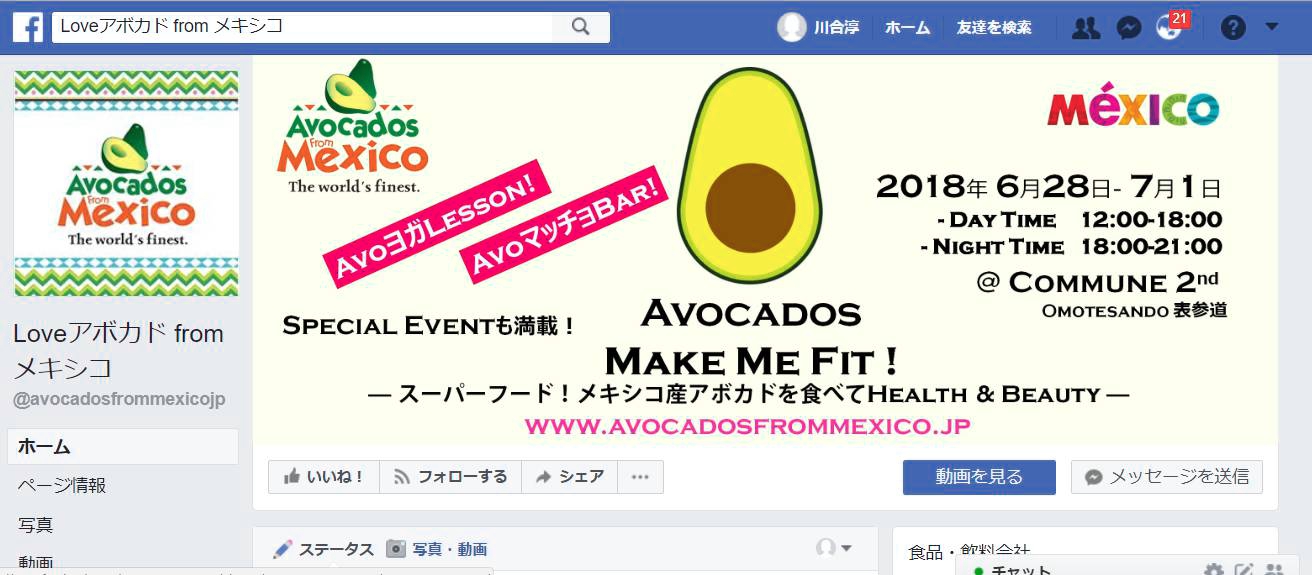 Loveアボカド from メキシコ
川合淳
ホーム
友達を検索
21
Avocados
From
Mexico
The world's finest.
Loveアボカド from
メキシコ
@avocadosfrommexicojp
ホーム
ページ情報
写真
動画
Avocados
From
Mexico
The world's finest.
AvoヨガLesson!
AvoマッチョBar!
Special Eventも満載！
méxico
2018年 6月28日- 7月1日
- Day Time 12:00-18:00
- Night Time 18:00-21:00
@ Commune 2nd
Omotesando 表参道
Avocados
Make Me Fit !
— スーパーフード！メキシコ産アボカドを食べてHealth & Beauty —
www.avocadosfrommexico.jp
いいね！
フォローする
シェア
動画を見る
メッセージを送信
ステータス
写真・動画
食品・飲料会社
チャット